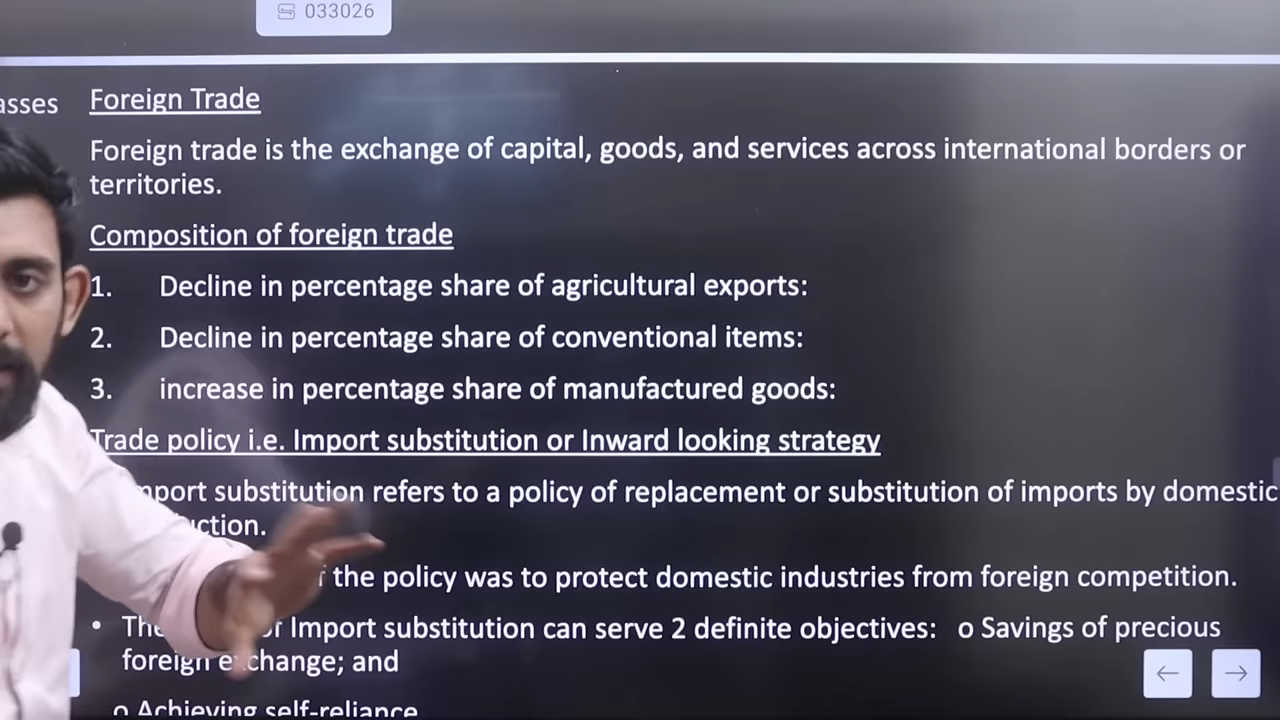 033026
asses
Foreign Trade
Foreign trade is the exchange of capital, goods, and services across international borders or
territories.
Composition of foreign trade
1. Decline in percentage share of agricultural exports:
2. Decline in percentage share of conventional items:
3. increase in percentage share of manufactured goods:
Trade policy i.e. Import substitution or Inward looking strategy
mport substitution refers to a policy of replacement or substitution of imports by domestic
uction.
f the policy was to protect domestic industries from foreign competition.
• The of Import substitution can serve 2 definite objectives: o Savings of precious
foreign exchange; and
o Achieving self-reliance